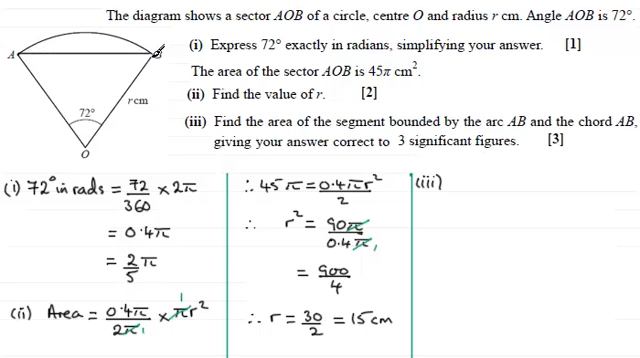 The diagram shows a sector AOB of a circle, centre O and radius r cm. Angle AOB is 72°.
(i) Express 72° exactly in radians, simplifying your answer. [1]
The area of the sector AOB is 45π cm².
(ii) Find the value of r. [2]
(iii) Find the area of the segment bounded by the arc AB and the chord AB,
giving your answer correct to 3 significant figures. [3]
A
r cm
72°
O
(i) 72° in rads = 72/360 × 2π
= 0.4π
= 2/5 π
(ii) Area = 0.4π/2π 1 × 1 πr²
∴ 45π = 0.4πr²/2
∴ r² = 90π/0.4π 1
= 900/4
∴ r = 30/2 = 15cm
(iii)